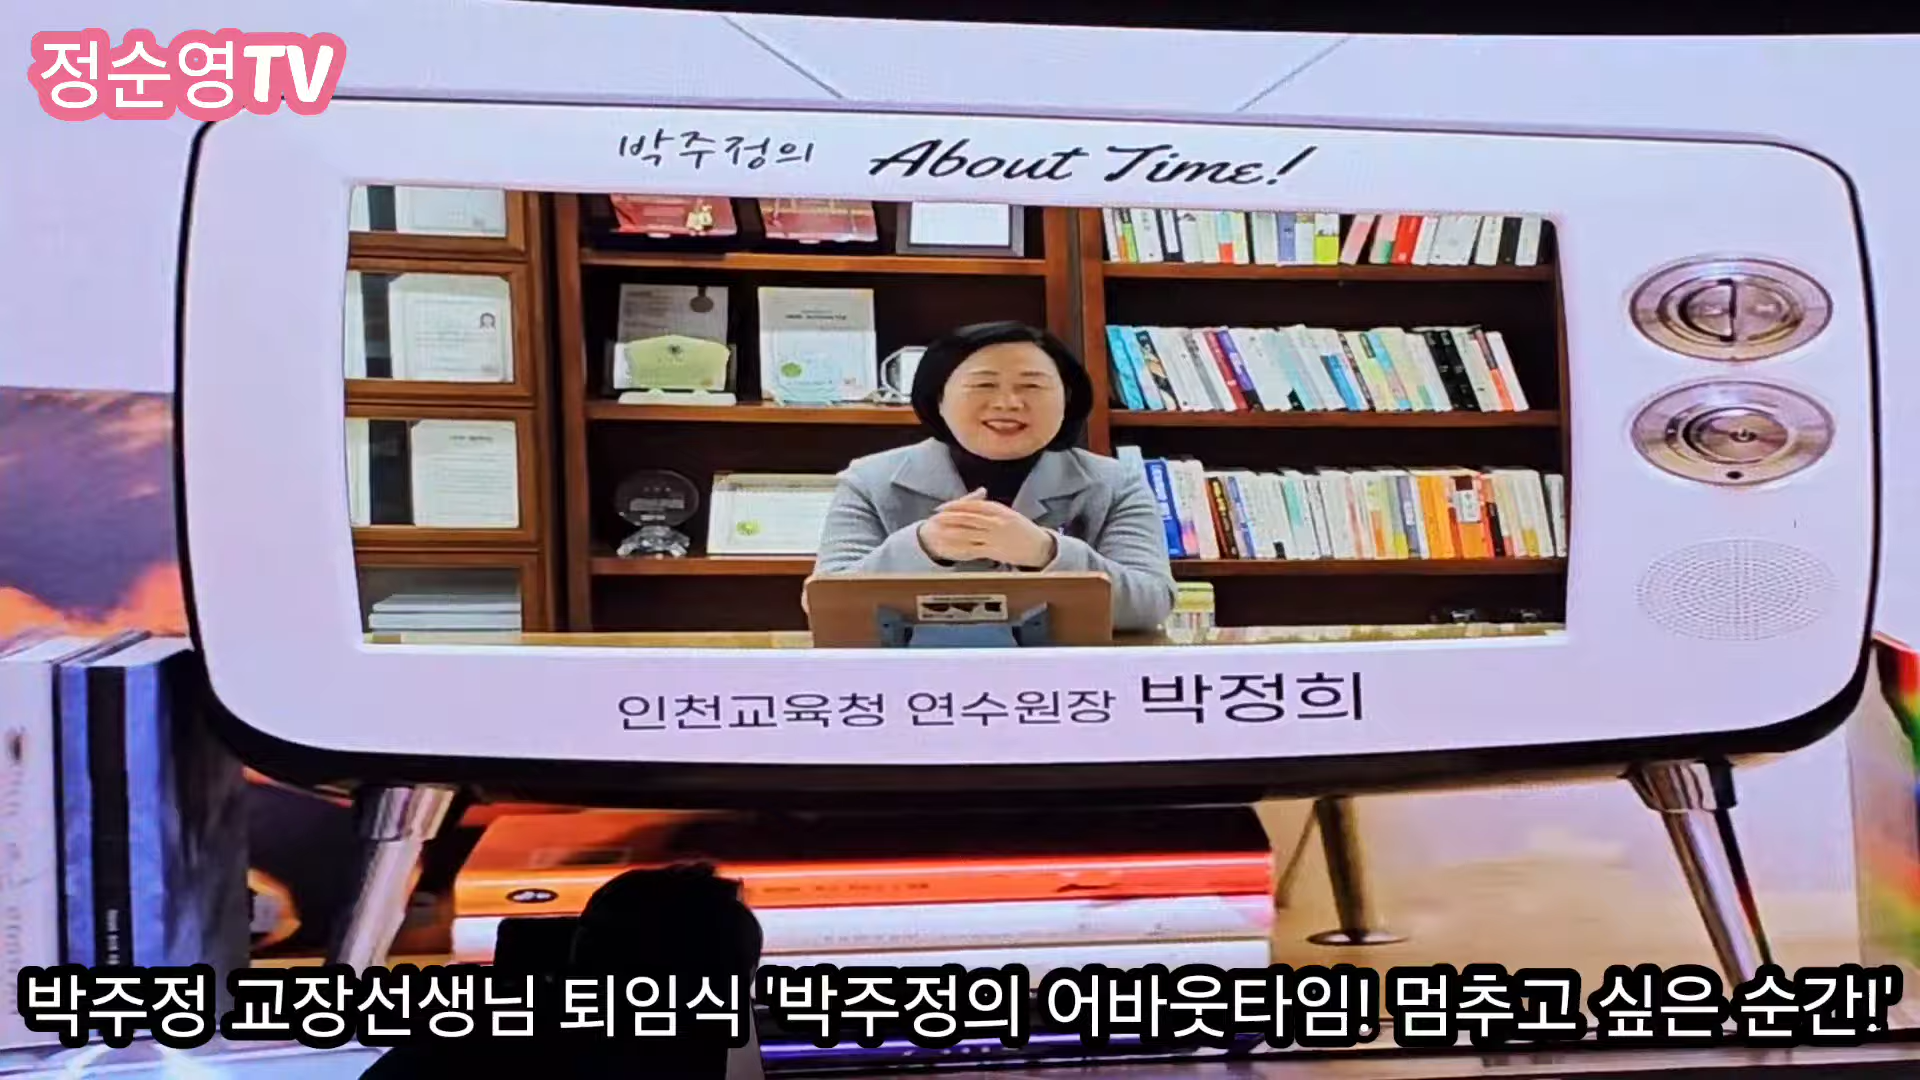 정순영TV
박주정의 About Time!
인천교육청 연수원장 박정희
박주정 교장선생님 퇴임식 '박주정의 어바웃타임! 멈추고 싶은 순간!'